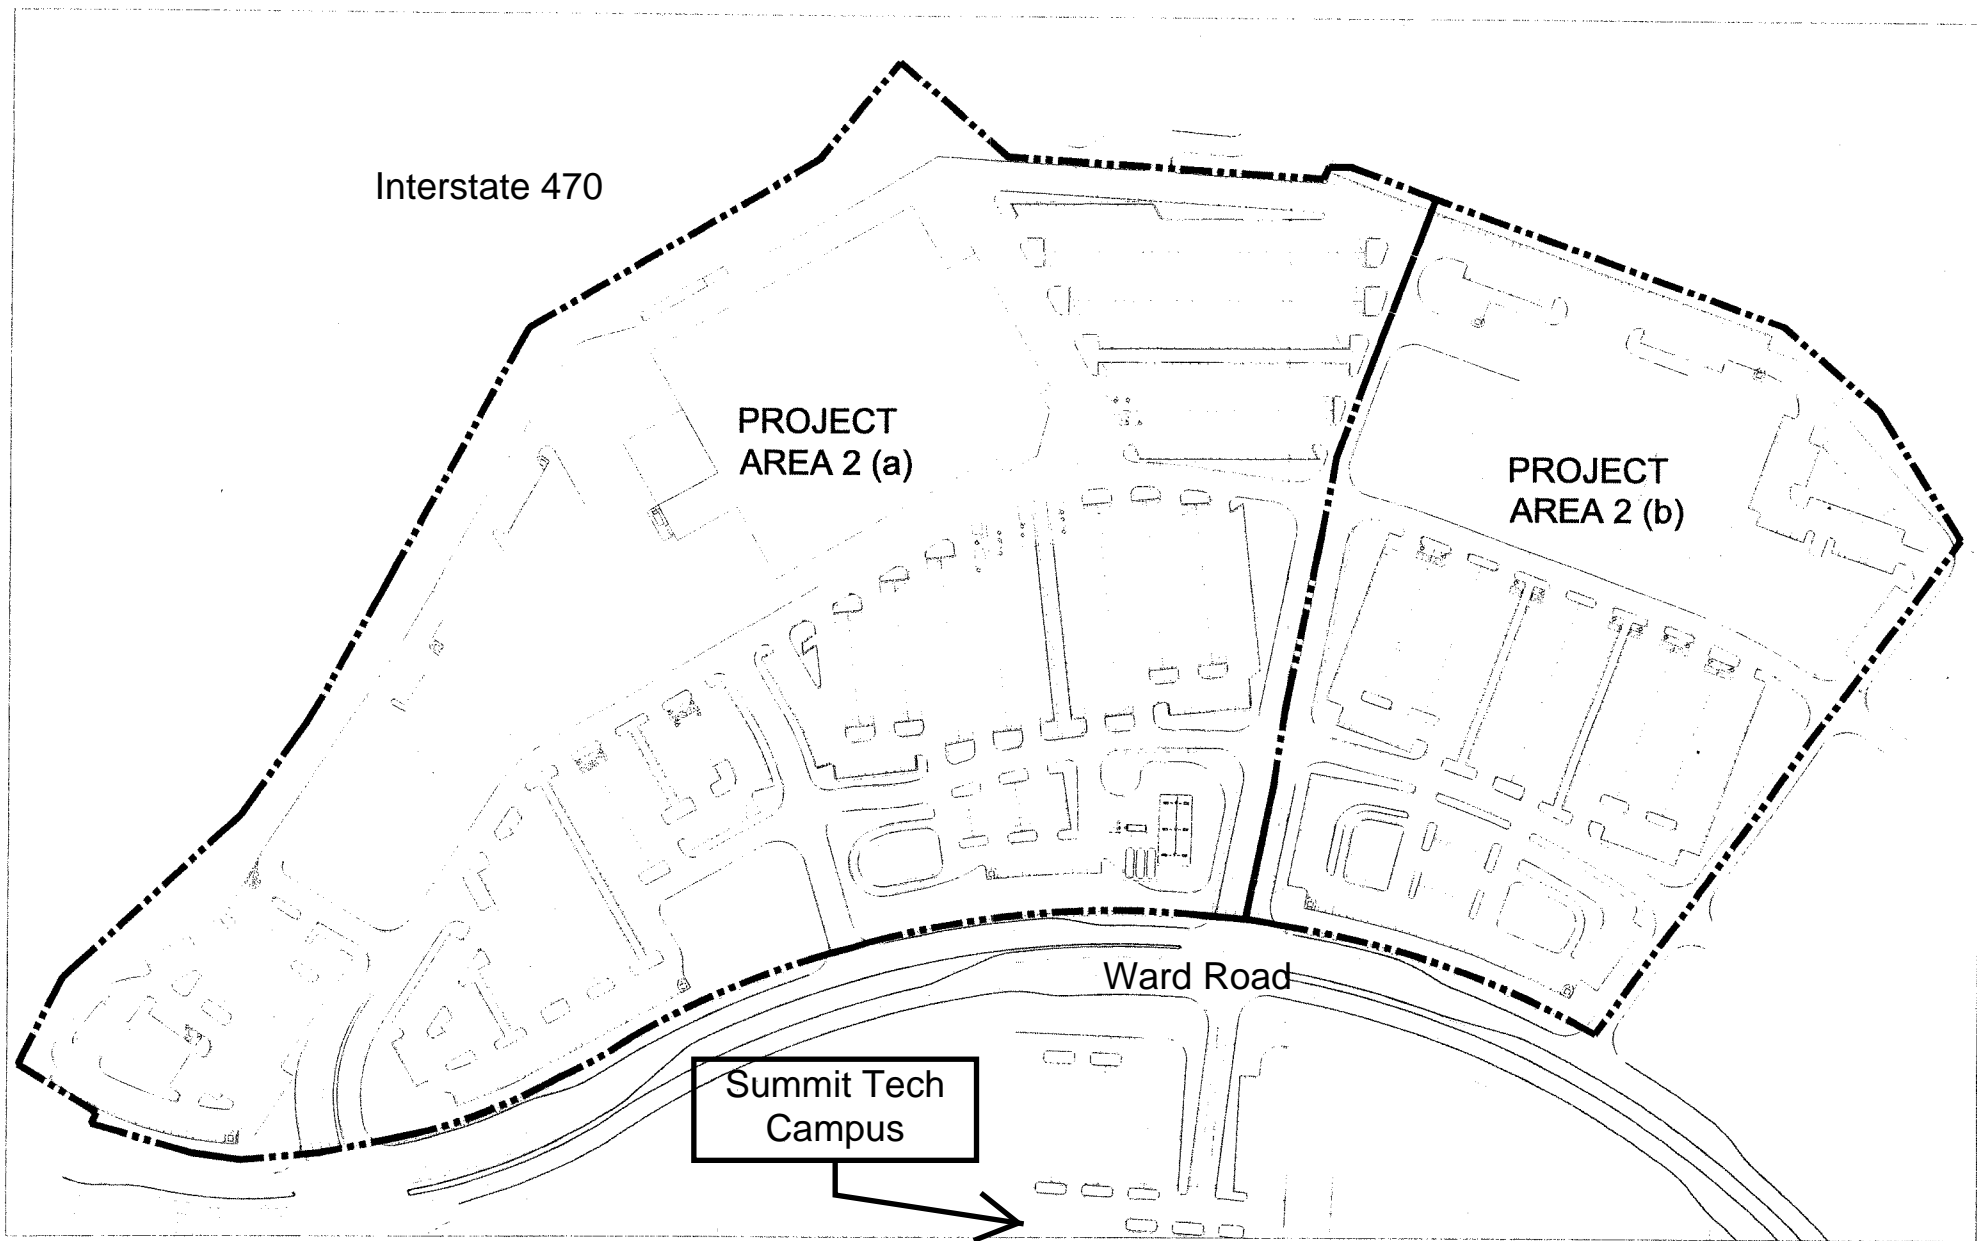 Interstate 470
PROJECT
AREA 2 (a)
PROJECT
AREA 2 (b)
Ward Road
Summit Tech
Campus